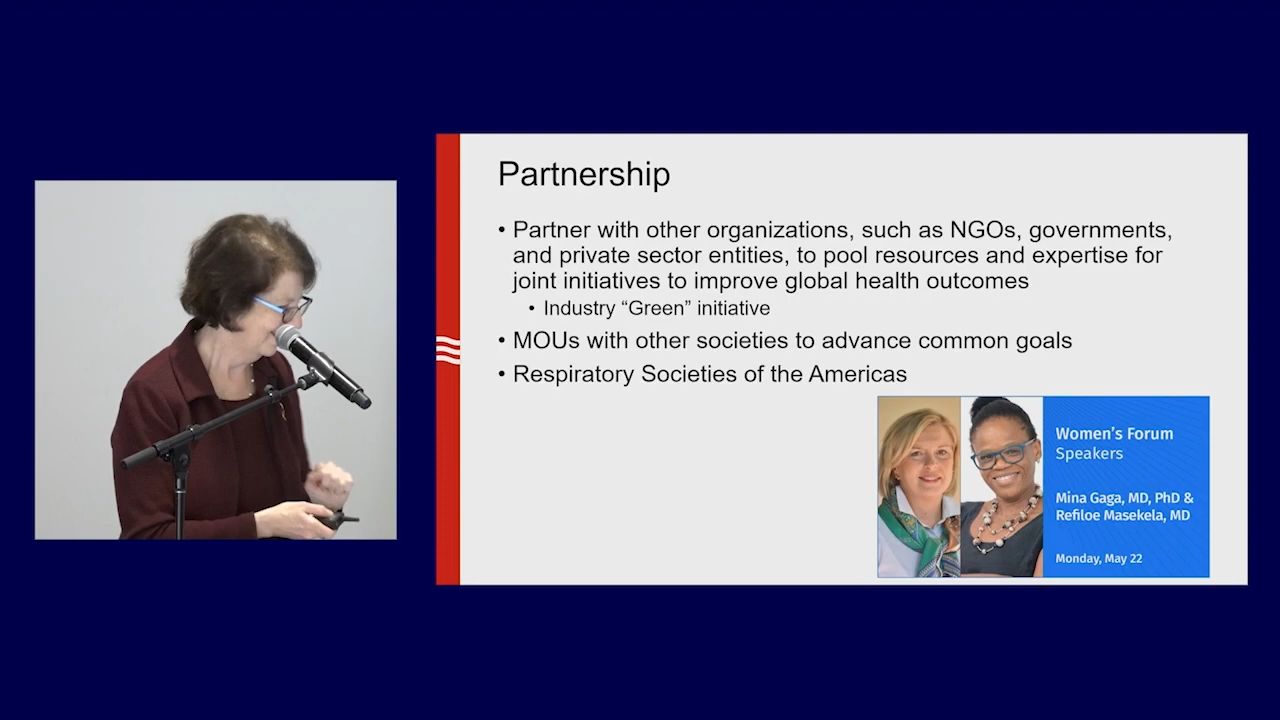 Partnership
• Partner with other organizations, such as NGOs, governments,
and private sector entities, to pool resources and expertise for
joint initiatives to improve global health outcomes
• Industry “Green” initiative
• MOUs with other societies to advance common goals
• Respiratory Societies of the Americas
Women’s Forum
Speakers
Mina Gaga, MD, PhD &
Refiloe Masekela, MD
Monday, May 22